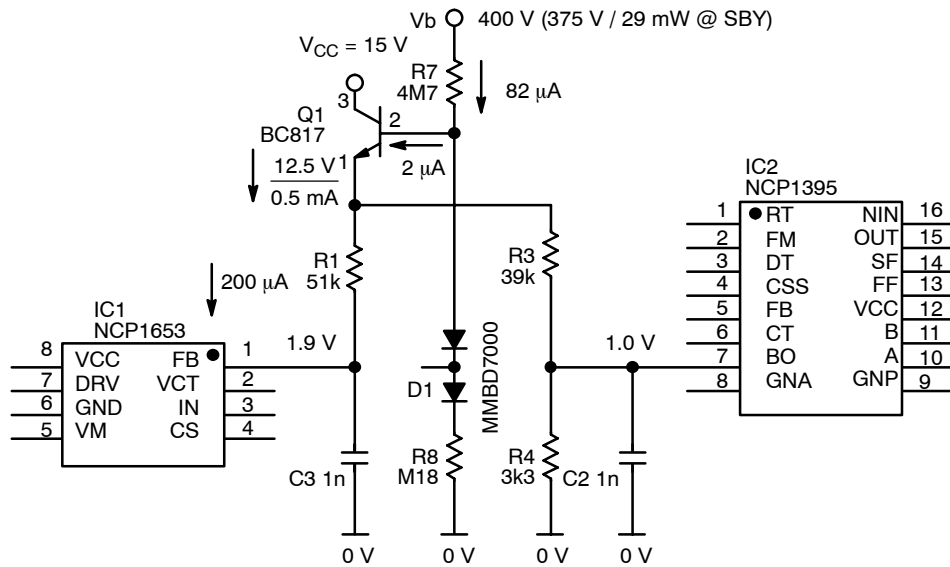 Vb
400 V (375 V / 29 mW @ SBY)
VCC = 15 V
R7
4M7
82 μA
3
Q1
BC817
2
1
2 μA
12.5 V
0.5 mA
R1
51k
200 μA
R3
39k
IC1
NCP1653
8 VCC FB 1
7 DRV VCT 2
6 GND IN 3
5 VM CS 4
1.9 V
1.0 V
D1
MMBD7000
C3 1n
R8
M18
R4
3k3
C2 1n
0 V
0 V
0 V
0 V
IC2
NCP1395
1 RT NIN 16
2 FM OUT 15
3 DT SF 14
4 CSS FF 13
5 FB VCC 12
6 CT B 11
7 BO A 10
8 GNA GNP 9